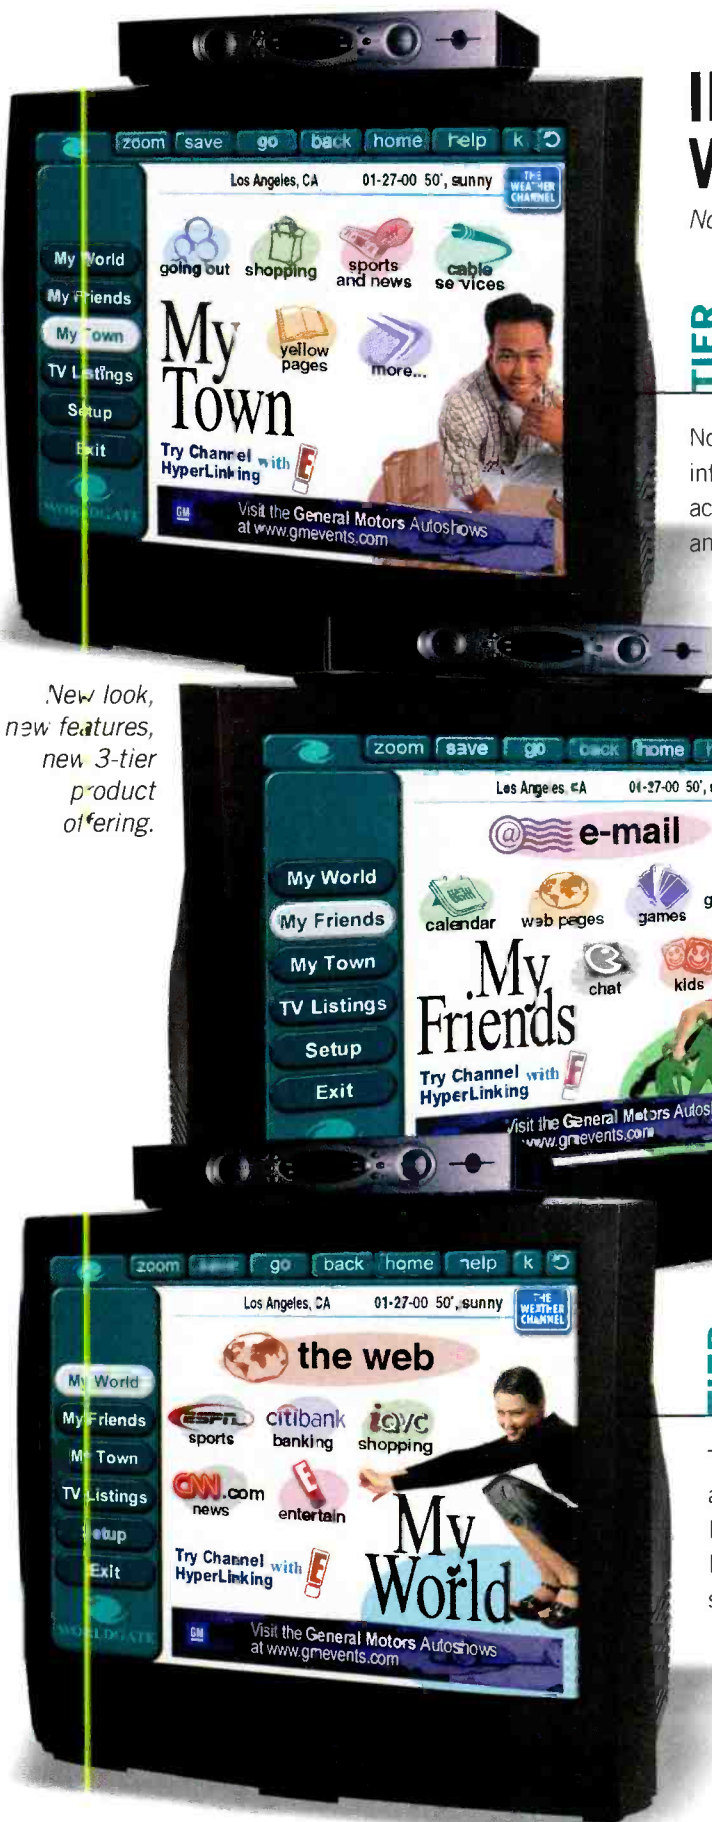 zoom save go back home help k
Los Angeles, CA 01-27-00 50°, sunny
THE
WEATHER
CHANNEL
My World
My Friends
My Town
TV Listings
Setup
Exit
WORLDGATE
going out
shopping
sports
and news
cable
services
yellow
pages
more...
My
Town
Try Channel with E
HyperLinking
GM
Visit the General Motors Autoshows
at www.gmevents.com
TIER
New look,
new features,
new 3-tier
product
offering.
zoom save go back home
Los Angeles, CA 01-27-00 50°,
@ e-mail
My World
My Friends
My Town
TV Listings
Setup
Exit
calendar
web pages
games
chat
kids
My
Friends
Try Channel with E
HyperLinking
Visit the General Motors
www.gmevents.com
zoom go back home help k
Los Angeles, CA 01-27-00 50°, sunny
THE
WEATHER
CHANNEL
the web
My World
My Friends
My Town
TV Listings
Setup
Exit
WORLDGATE
ESPN
sports
citibank
banking
iQVC
shopping
CNN.com
news
E
entertain
My
World
Try Channel with E
HyperLinking
GM
Visit the General Motors Autoshows
at www.gmevents.com